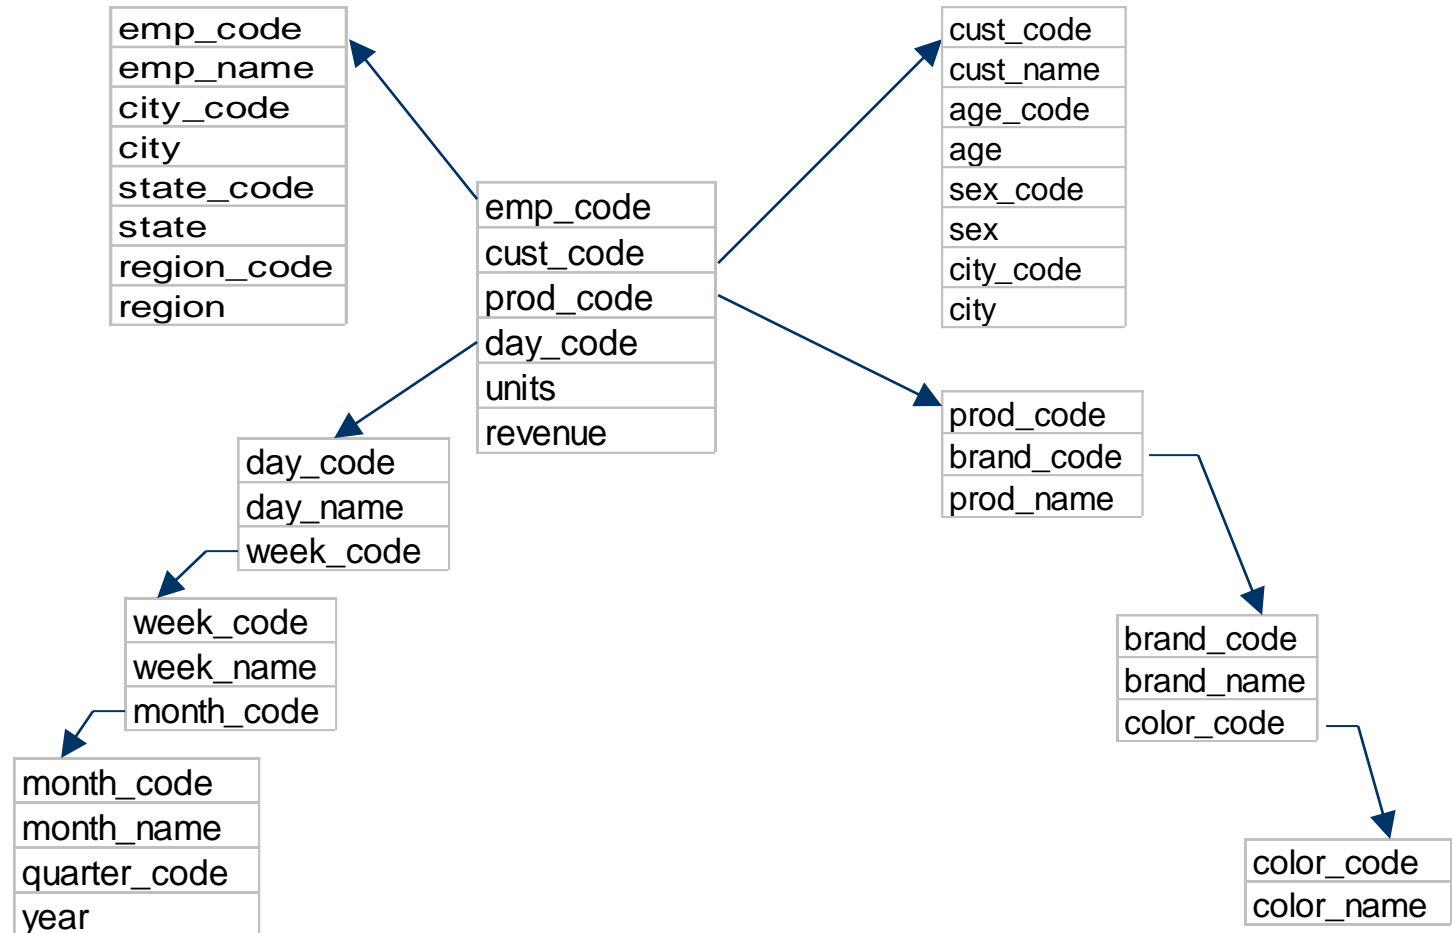 emp_code
emp_name
city_code
city
state_code
state
region_code
region
cust_code
cust_name
age_code
age
sex_code
sex
city_code
city
emp_code
cust_code
prod_code
day_code
units
revenue
prod_code
brand_code
prod_name
day_code
day_name
week_code
week_code
week_name
month_code
brand_code
brand_name
color_code
month_code
month_name
quarter_code
year
color_code
color_name